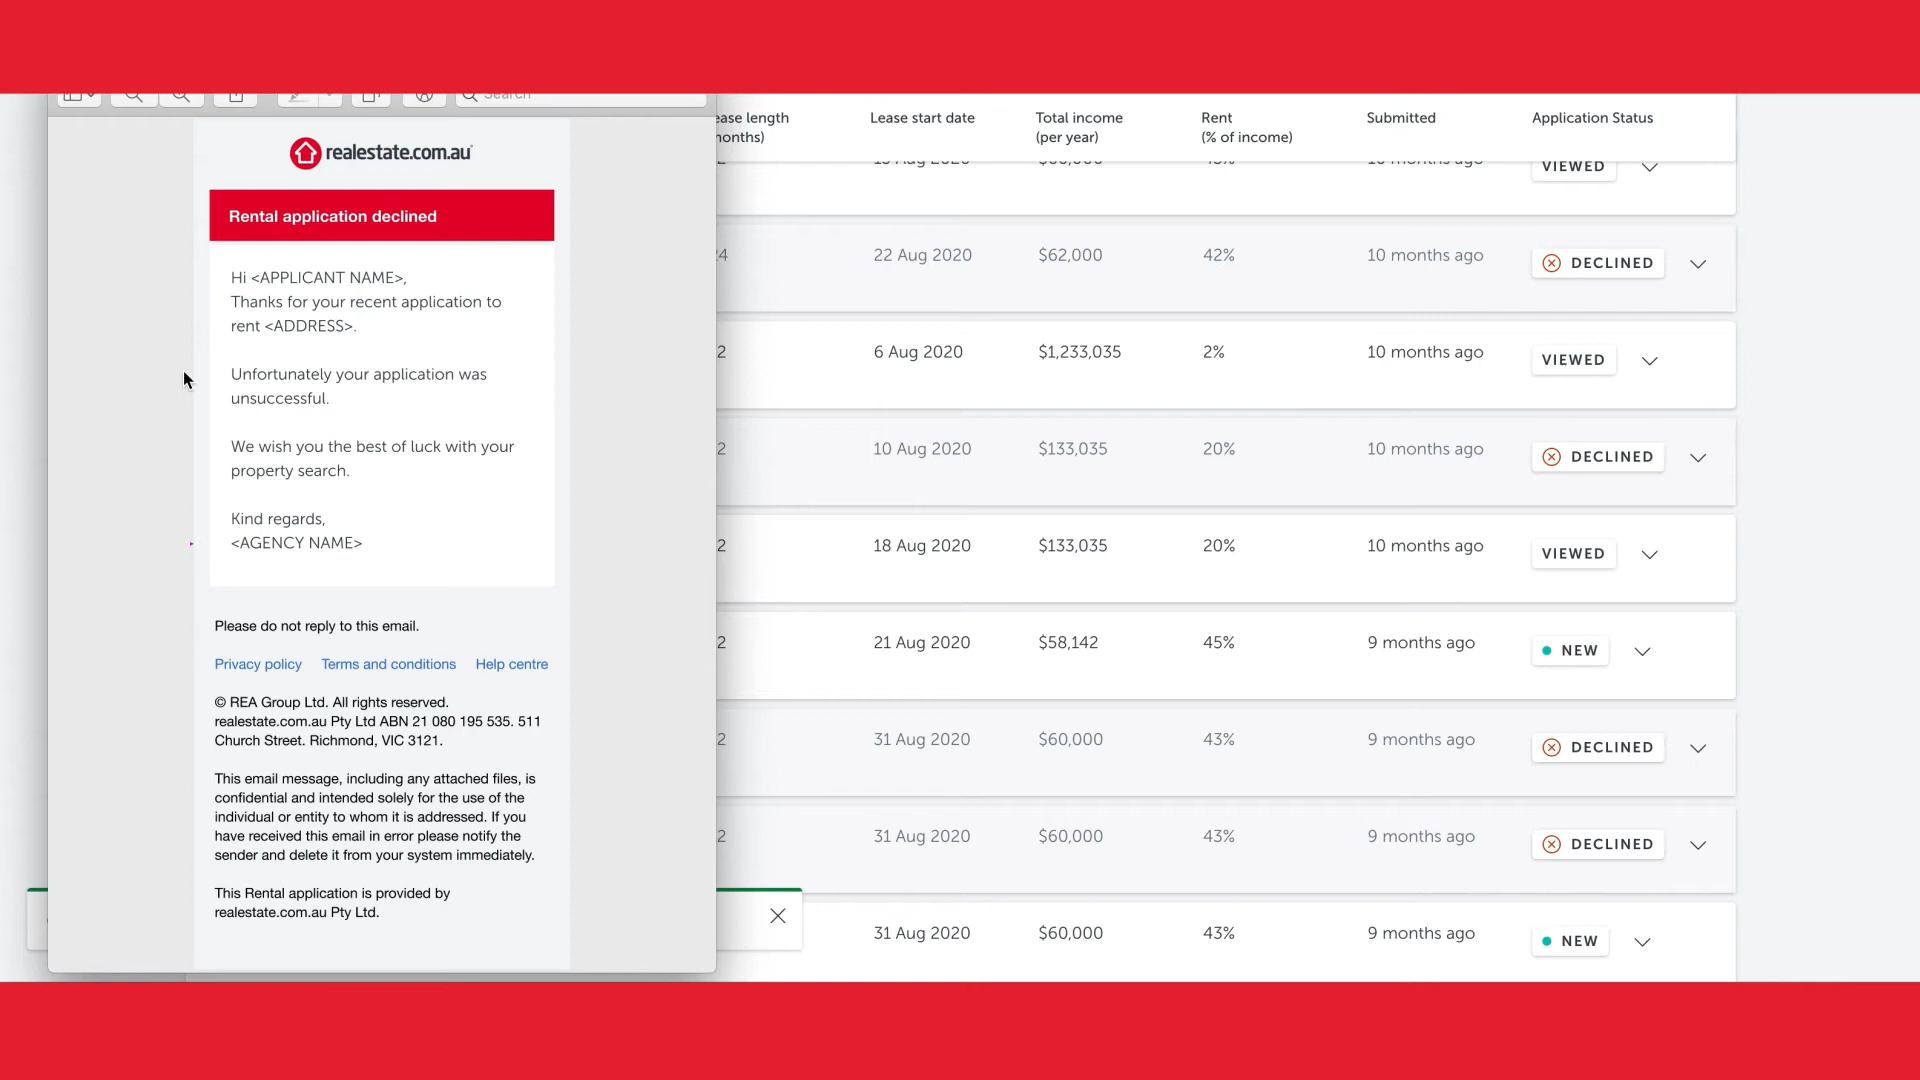 Search
realestate.com.au
Rental application declined
Hi <APPLICANT NAME>,
Thanks for your recent application to
rent <ADDRESS>.
Unfortunately your application was
unsuccessful.
We wish you the best of luck with your
property search.
Kind regards,
<AGENCY NAME>
Please do not reply to this email.
Privacy policy Terms and conditions Help centre
© REA Group Ltd. All rights reserved.
realestate.com.au Pty Ltd ABN 21 080 195 535. 511
Church Street. Richmond, VIC 3121.
This email message, including any attached files, is
confidential and intended solely for the use of the
individual or entity to whom it is addressed. If you
have received this email in error please notify the
sender and delete it from your system immediately.
This Rental application is provided by
realestate.com.au Pty Ltd.
ease length Lease start date Total income Rent Submitted Application Status
onths) (per year) (% of income)
VIEWED
4 22 Aug 2020 $62,000 42% 10 months ago DECLINED
2 6 Aug 2020 $1,233,035 2% 10 months ago VIEWED
2 10 Aug 2020 $133,035 20% 10 months ago DECLINED
2 18 Aug 2020 $133,035 20% 10 months ago VIEWED
2 21 Aug 2020 $58,142 45% 9 months ago NEW
2 31 Aug 2020 $60,000 43% 9 months ago DECLINED
2 31 Aug 2020 $60,000 43% 9 months ago DECLINED
31 Aug 2020 $60,000 43% 9 months ago NEW